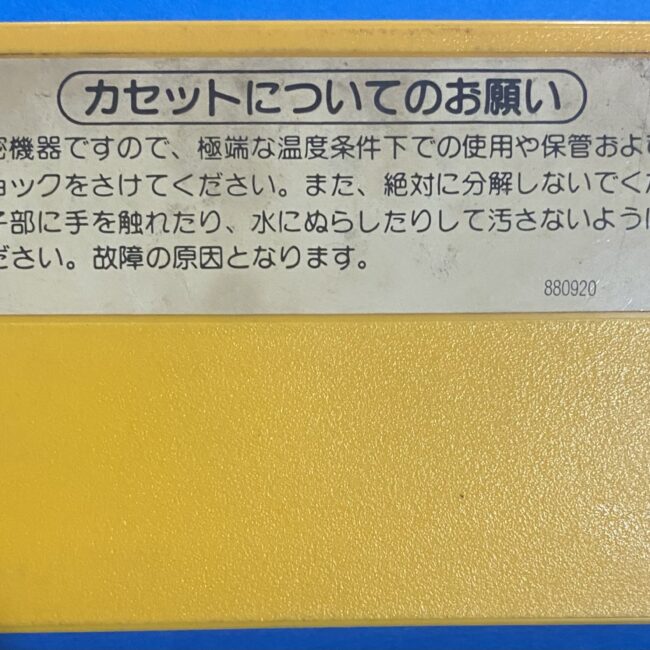 カセットについてのお願い
密機器ですので、極端な温度条件下での使用や保管および
ョックをさけてください。また、絶対に分解しないでくだ
子部に手を触れたり、水にぬらしたりして汚さないように
ださい。故障の原因となります。
880920